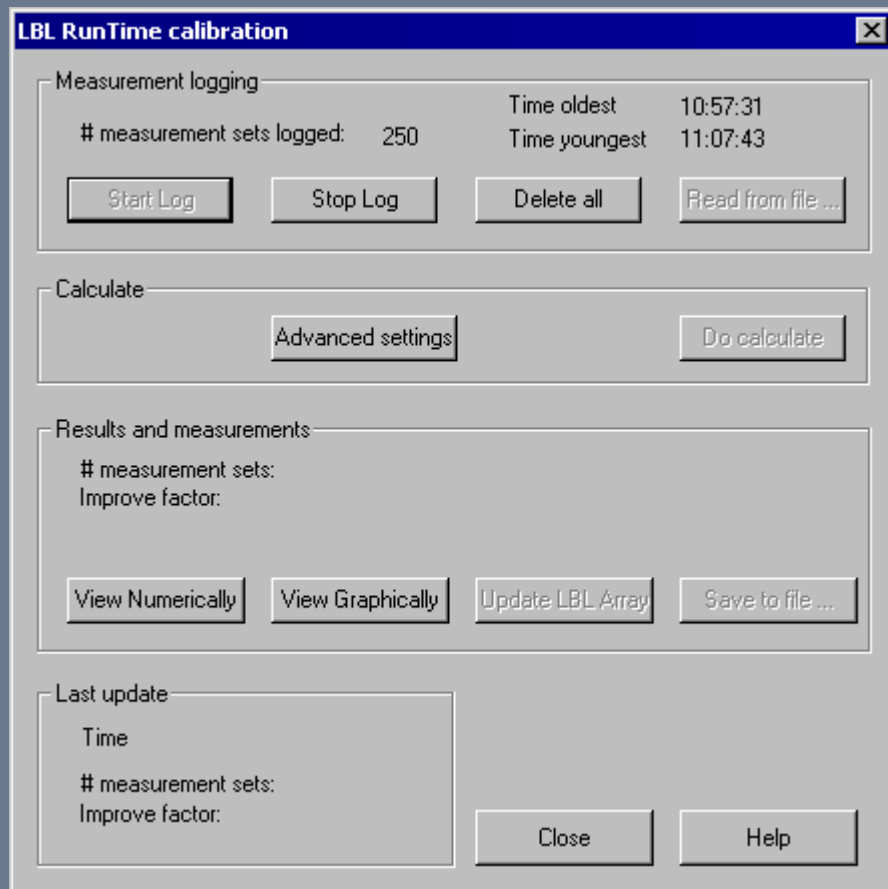 LBL RunTime calibration
Measurement logging
# measurement sets logged: 250
Time oldest 10:57:31
Time youngest 11:07:43
Start Log Stop Log Delete all Read from file ...
Calculate
Advanced settings Do calculate
Results and measurements
# measurement sets:
Improve factor:
View Numerically View Graphically Update LBL Array Save to file ...
Last update
Time
# measurement sets:
Improve factor:
Close Help